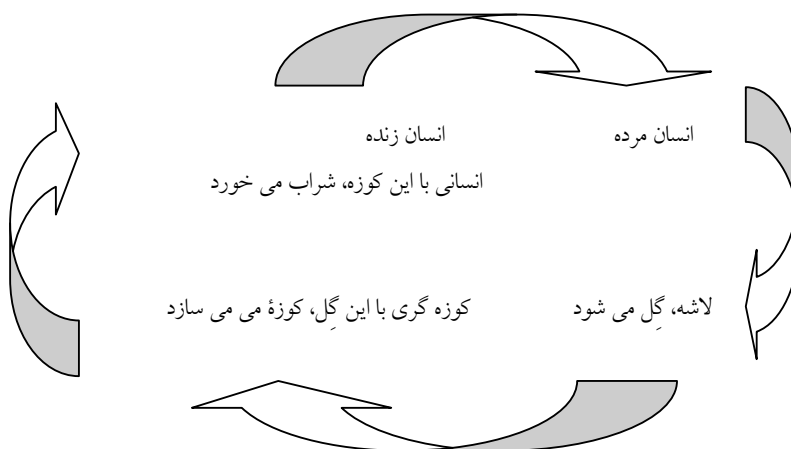 انسان مرده
انسان زنده
انسانی با این کوزه، شراب می خورد
لاشه، گِل می شود
کوزه گری با این گِل، کوزۀ می می سازد